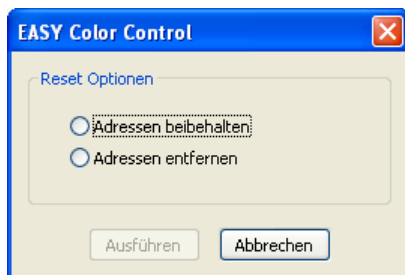 EASY Color Control
Reset Optionen
Adressen beibehalten
Adressen entfernen
Ausführen Abbrechen